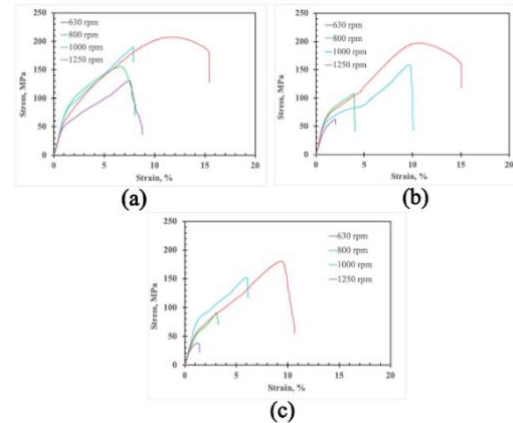 250
200
150
100
50
0
Stress, MPa
630 rpm
800 rpm
1000 rpm
1250 rpm
0 5 10 15 20
Strain, %
(a)
250
200
150
100
50
0
Stress, MPa
630 rpm
800 rpm
1000 rpm
1250 rpm
0 5 10 15 20
Strain, %
(b)
250
200
150
100
50
0
Stress, MPa
630 rpm
800 rpm
1000 rpm
1250 rpm
0 5 10 15 20
Strain, %
(c)